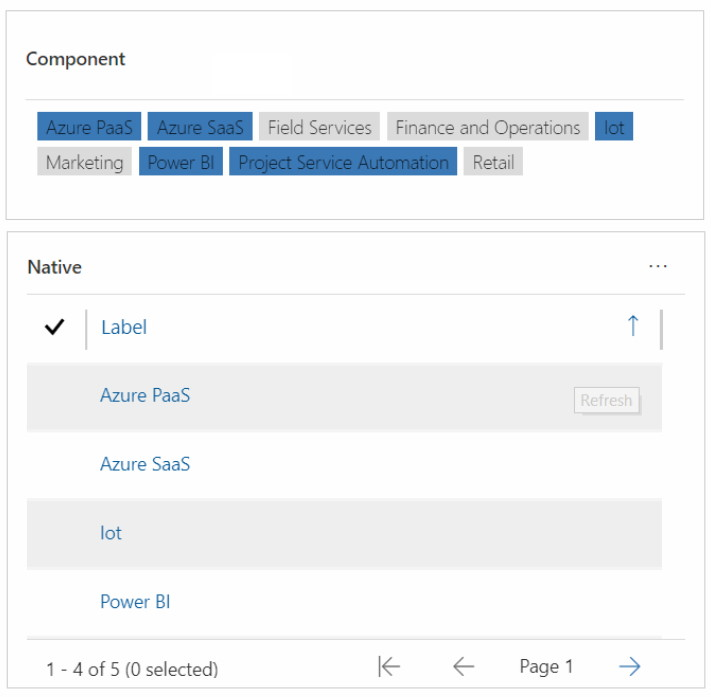 Component
Azure PaaS Azure SaaS Field Services Finance and Operations Iot
Marketing Power BI Project Service Automation Retail
Native ...
Label
Azure PaaS Refresh
Azure SaaS
Iot
Power BI
1 - 4 of 5 (0 selected) Page 1